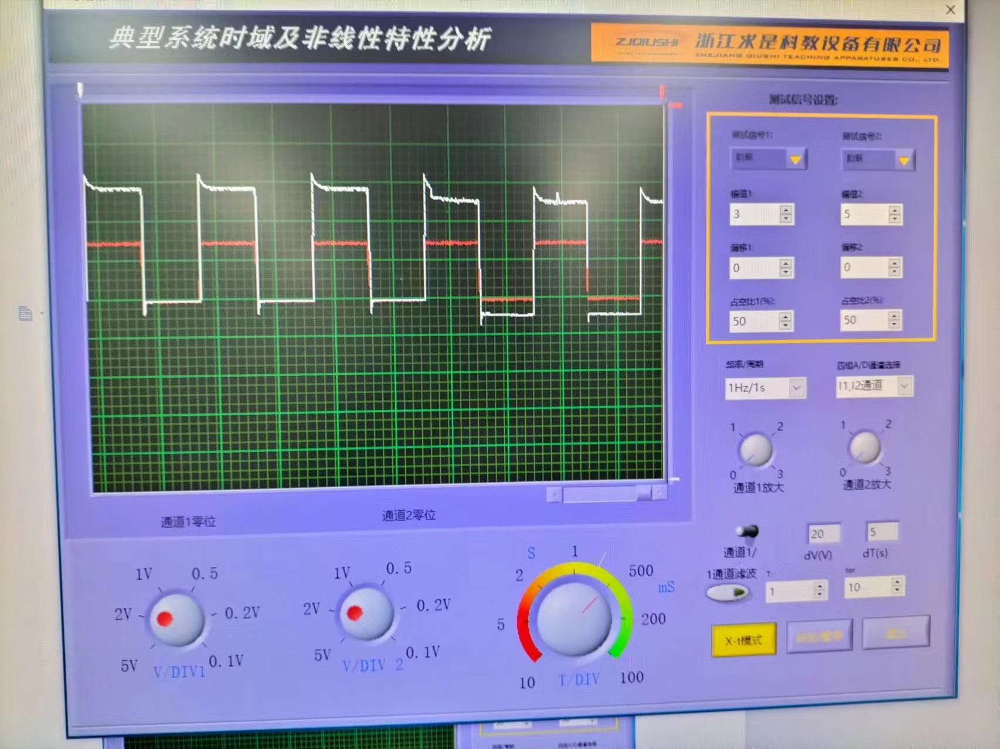 典型系统时域及非线性特性分析
ZJQIUSHI
浙江求是科教设备有限公司
ZHEJIANG QIUSHI TEACHING APPARATUSES CO., LTD.
测试信号设置:
测试信号1: 测试信号2:
阶跃 阶跃
幅值1: 幅值2:
3 5
偏移1: 偏移2:
0 0
占空比1(%): 占空比2(%):
50 50
频率/周期 四组A/D通道选择
1Hz/1s I1,I2通道
1 2 1 2
0 3 0 3
通道1放大 通道2放大
通道1零位 通道2零位
20 5
通道1/ dV(V) dT(s)
1通道滤波 T: tor
1 10
X-t模式 退出
1V 0.5
2V 0.2V
5V 0.1V
V/DIV1
1V 0.5
2V 0.2V
5V 0.1V
V/DIV 2
S 1
2 500
mS
5 200
10 100
T/DIV